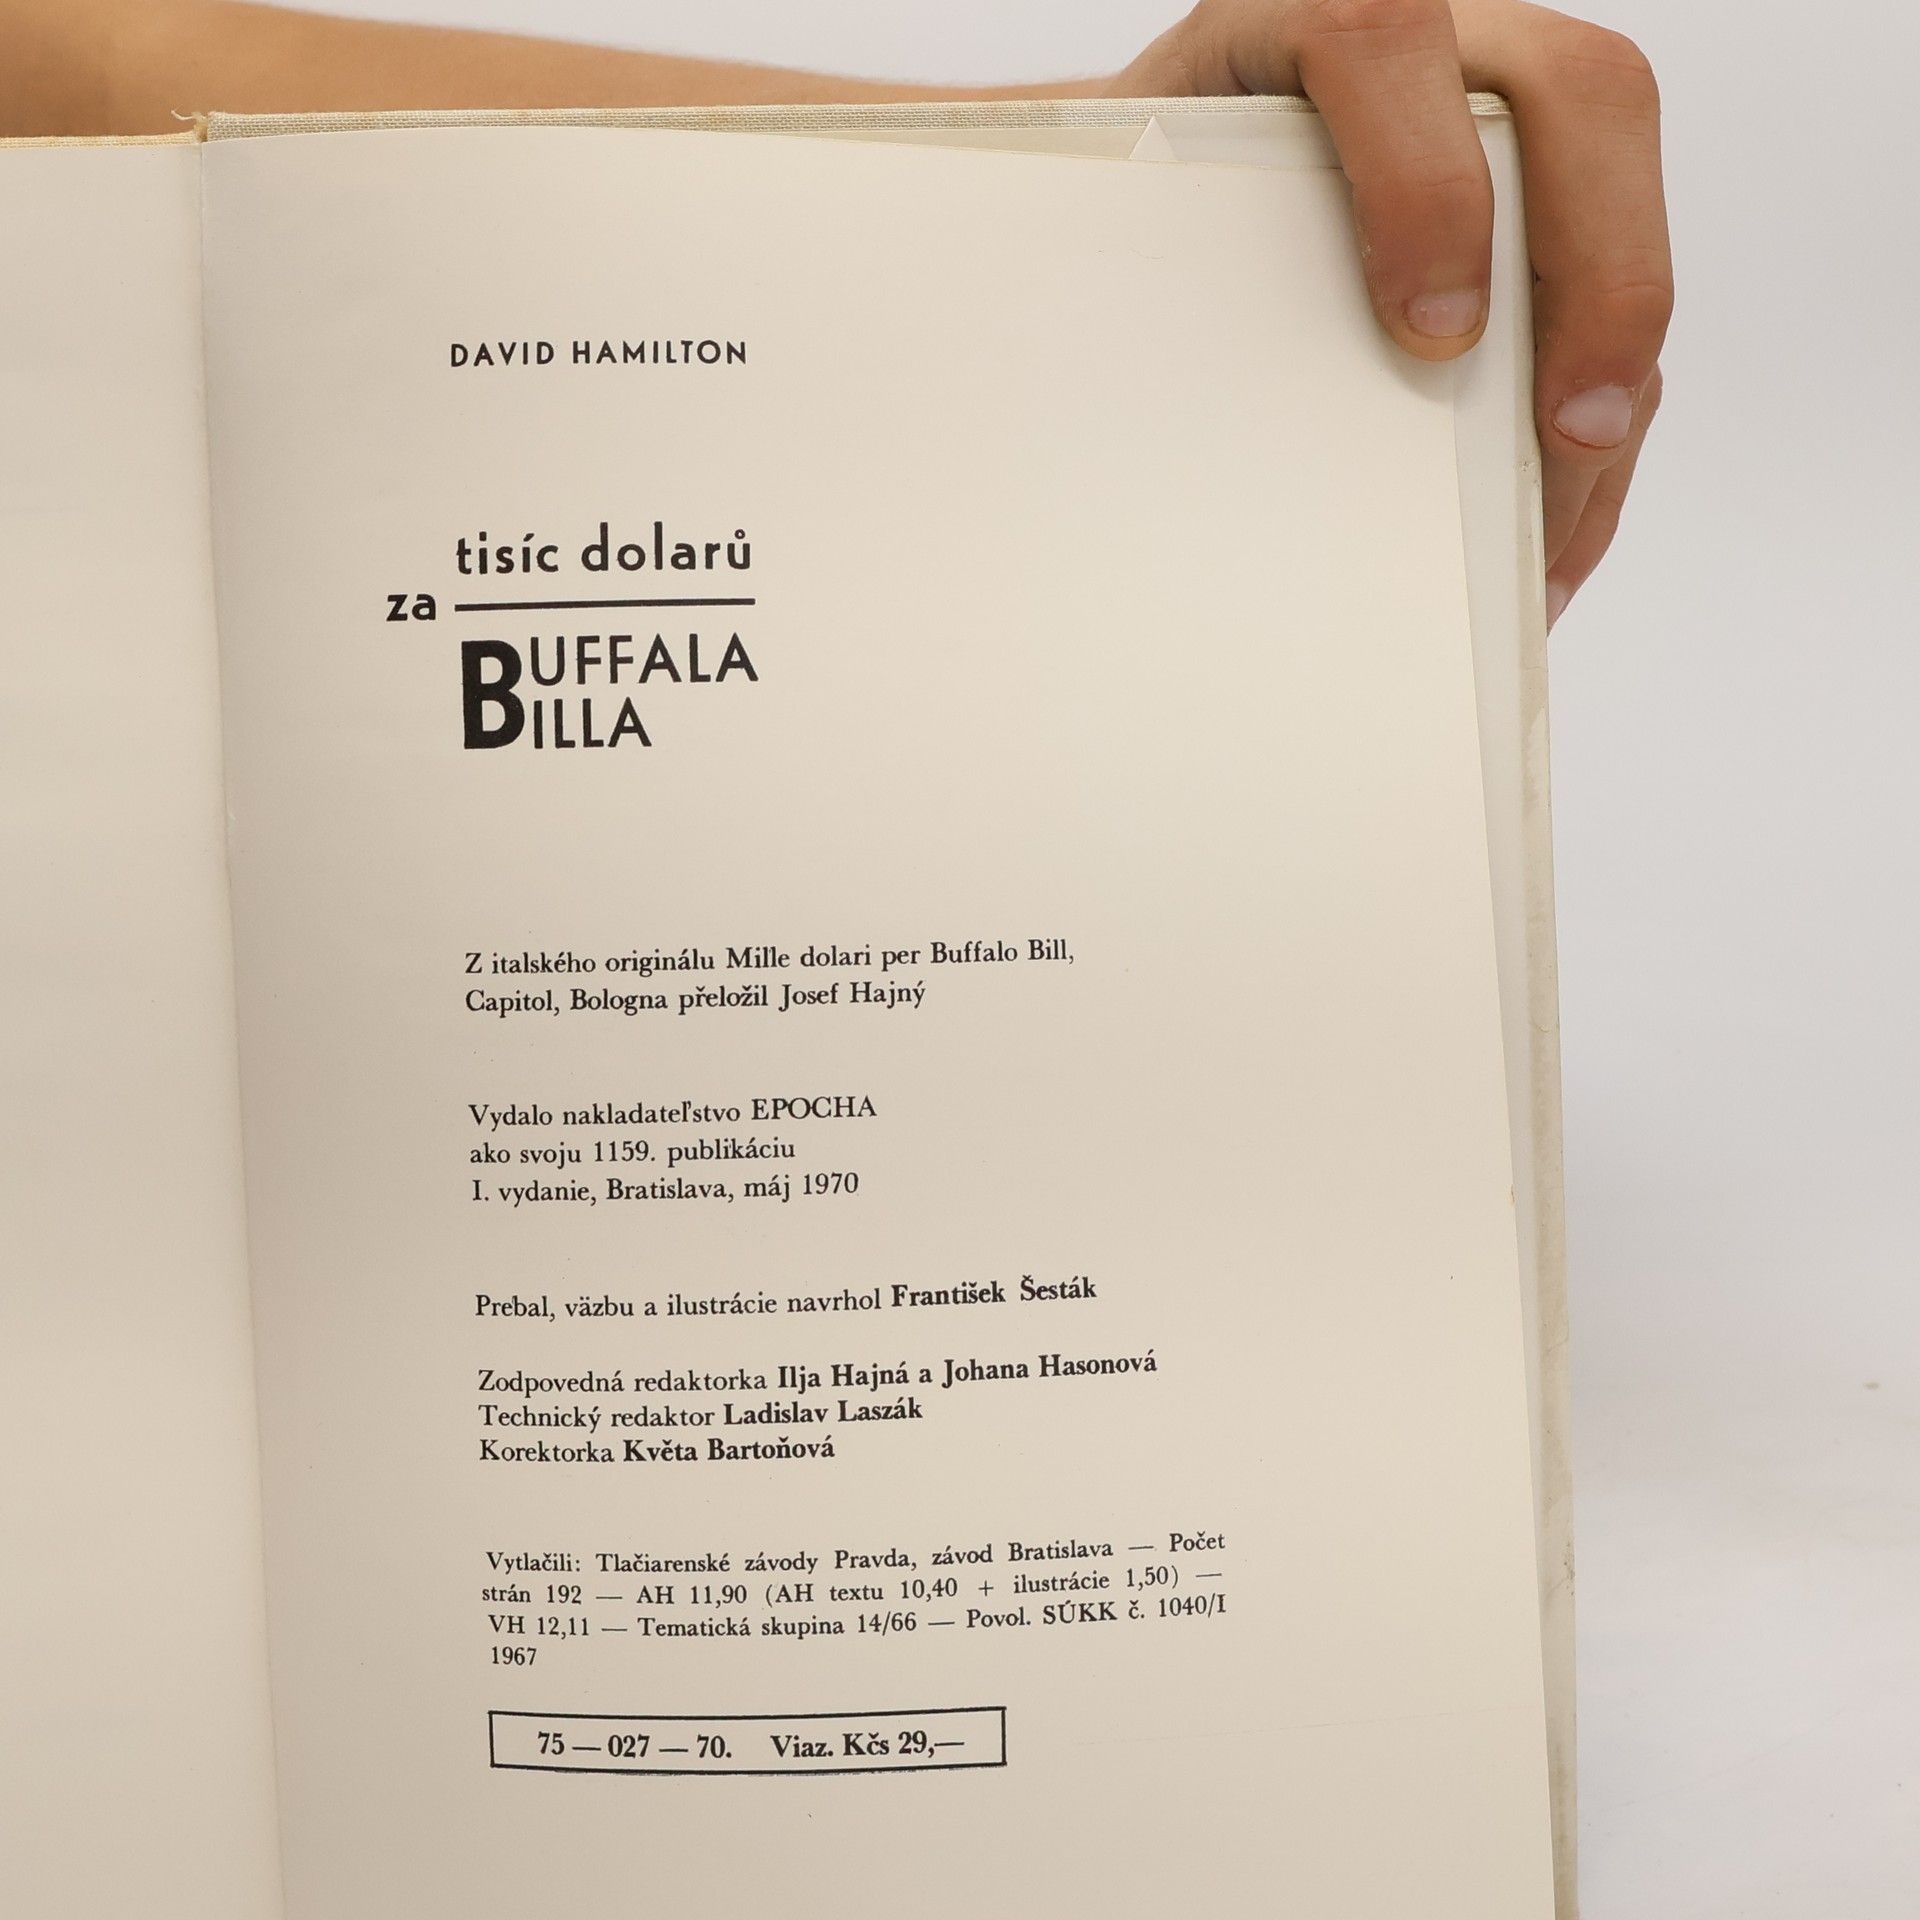 DAVID HAMILTON
tisíc dolarů
za
BUFFALA
BILLA
Z italského originálu Mille dolari per Buffalo Bill,
Capitol, Bologna přeložil Josef Hajný
Vydalo nakladateľstvo EPOCHA
ako svoju 1159. publikáciu
I. vydanie, Bratislava, máj 1970
Prebal, väzbu a ilustrácie navrhol František Šesták
Zodpovedná redaktorka Ilja Hajná a Johana Hasonová
Technický redaktor Ladislav Laszák
Korektorka Květa Bartoňová
Vytlačili: Tlačiarenské závody Pravda, závod Bratislava — Počet
strán 192 — AH 11,90 (AH textu 10,40 + ilustrácie 1,50) —
VH 12,11 — Tematická skupina 14/66 — Povol. SÚKK č. 1040/I
1967
75 — 027 — 70. Viaz. Kčs 29,—